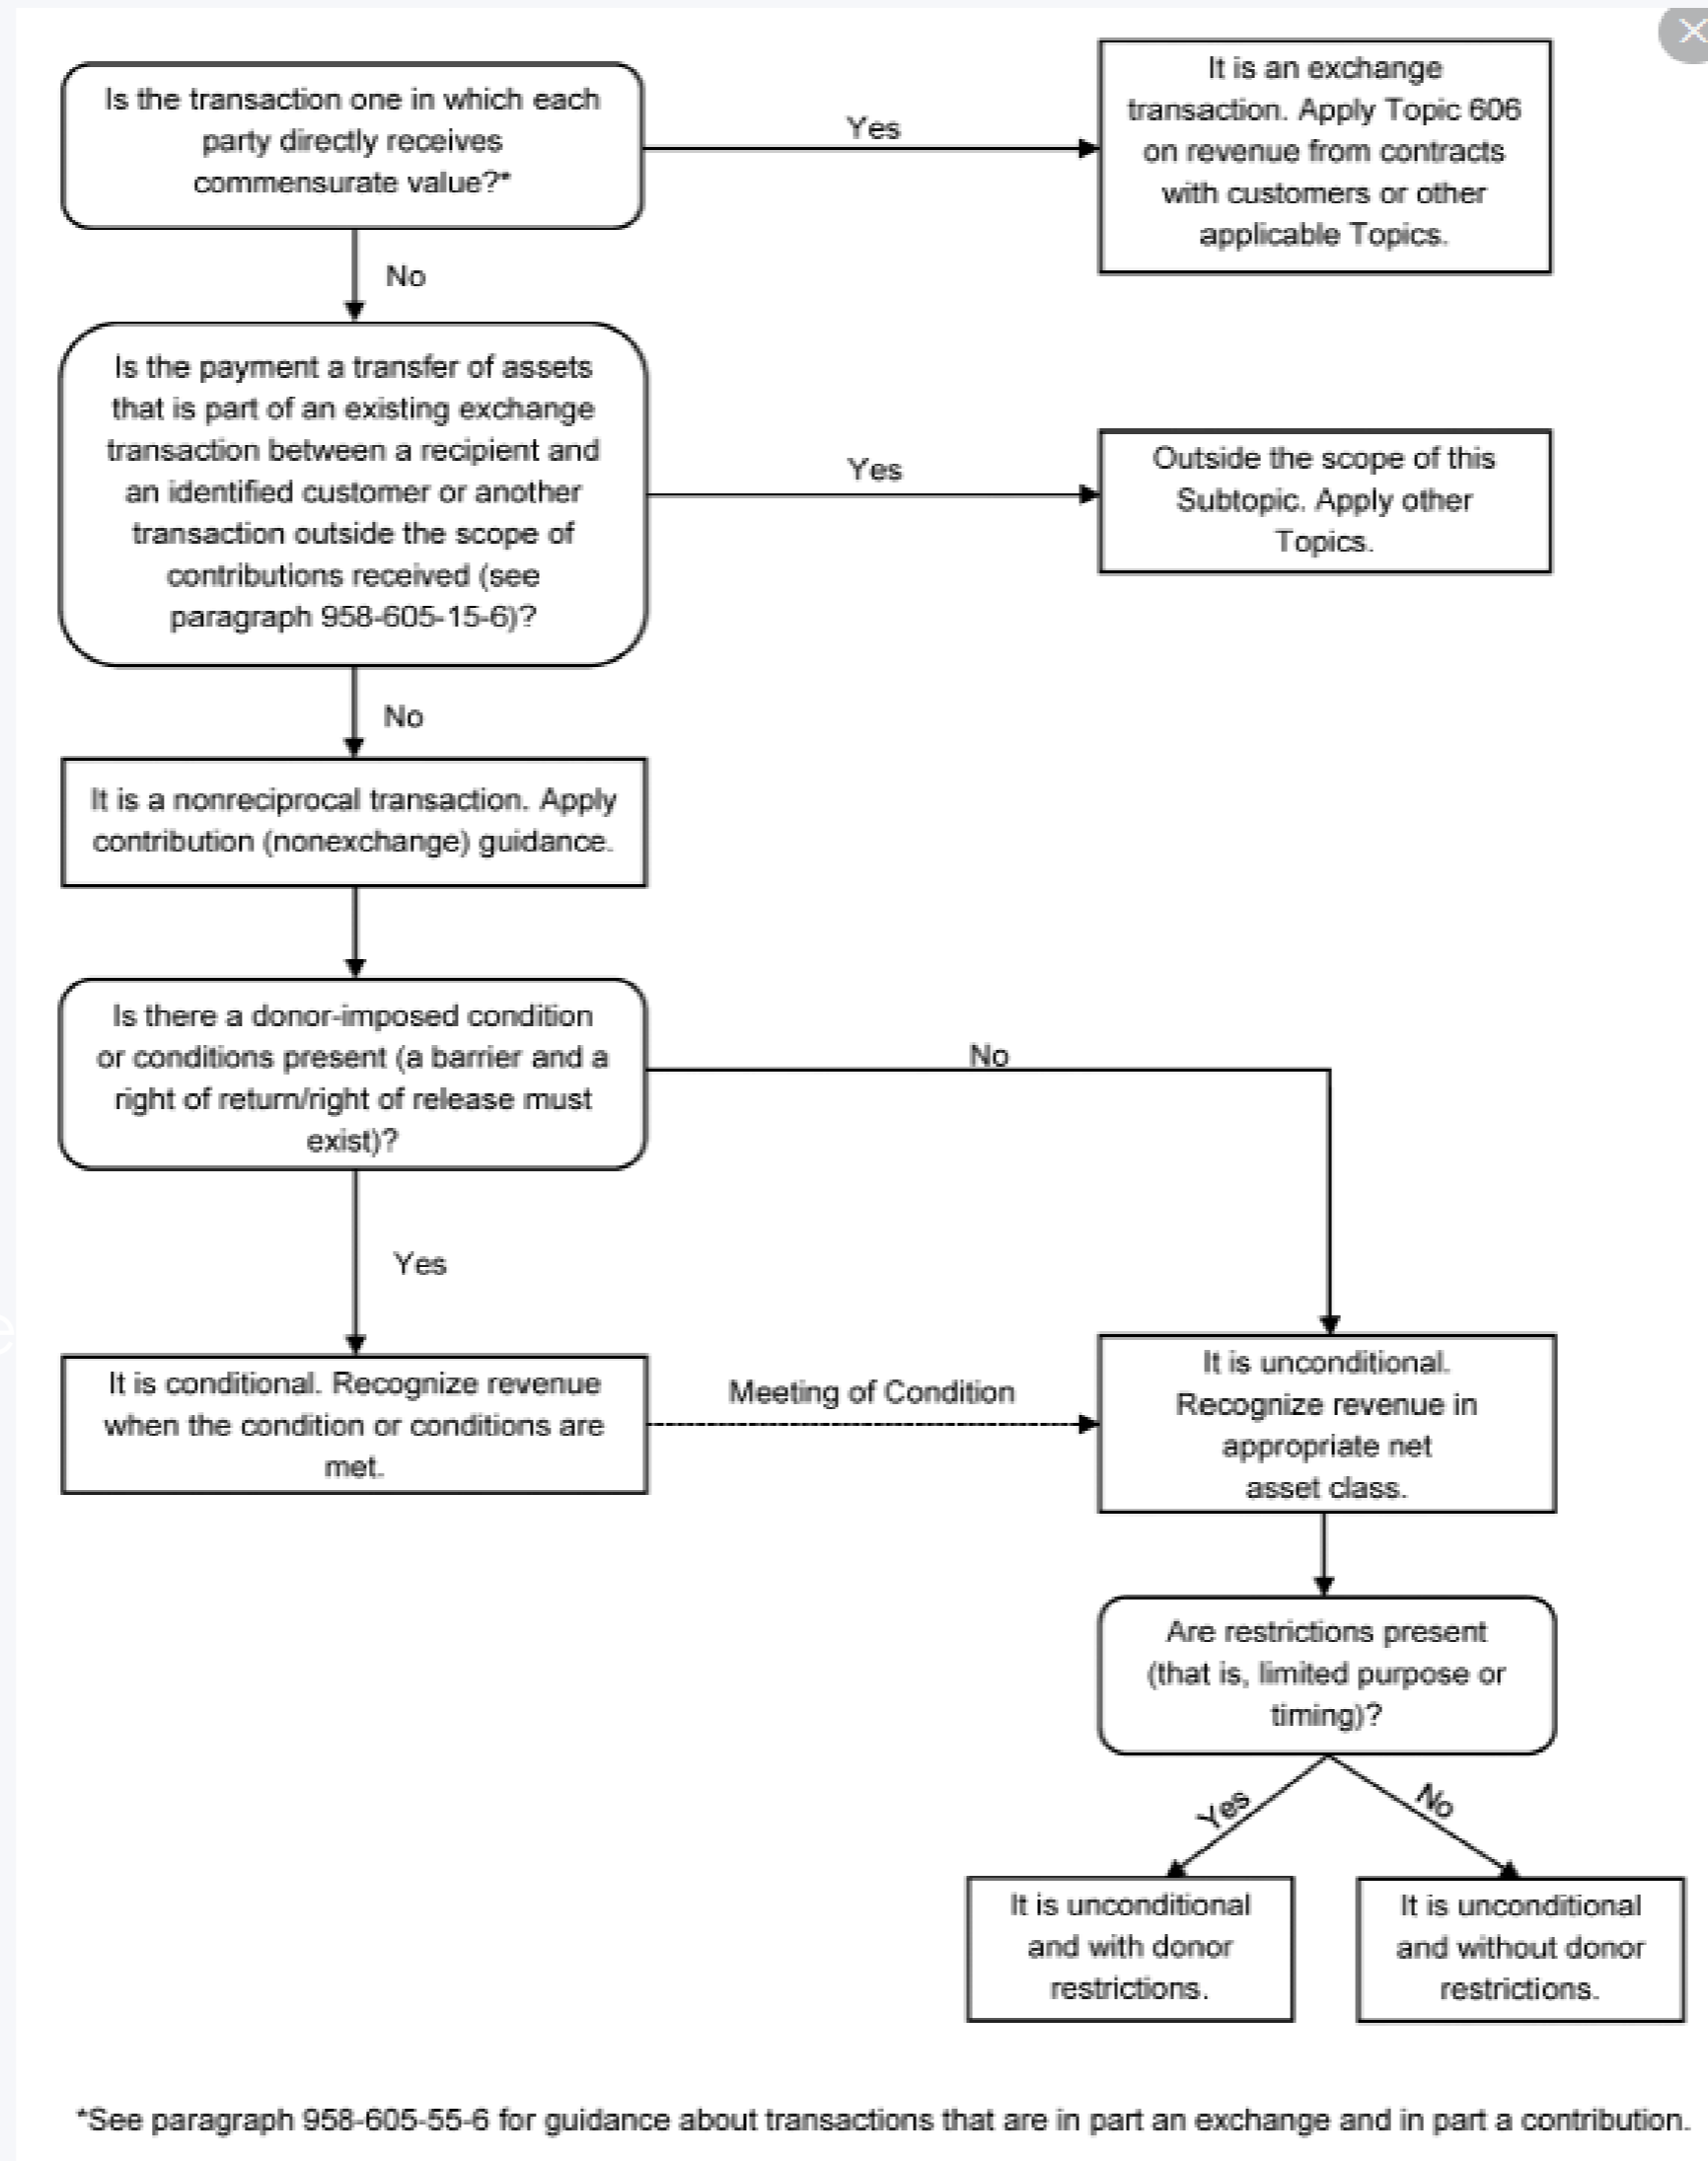 Is the transaction one in which each
party directly receives
commensurate value?*
Yes
It is an exchange
transaction. Apply Topic 606
on revenue from contracts
with customers or other
applicable Topics.
No
Is the payment a transfer of assets
that is part of an existing exchange
transaction between a recipient and
an identified customer or another
transaction outside the scope of
contributions received (see
paragraph 958-605-15-6)?
Yes
Outside the scope of this
Subtopic. Apply other
Topics.
No
It is a nonreciprocal transaction. Apply
contribution (nonexchange) guidance.
Is there a donor-imposed condition
or conditions present (a barrier and a
right of return/right of release must
exist)?
No
Yes
It is conditional. Recognize revenue
when the condition or conditions are
met.
Meeting of Condition
It is unconditional.
Recognize revenue in
appropriate net
asset class.
Are restrictions present
(that is, limited purpose or
timing)?
Yes
No
It is unconditional
and with donor
restrictions.
It is unconditional
and without donor
restrictions.
*See paragraph 958-605-55-6 for guidance about transactions that are in part an exchange and in part a contribution.